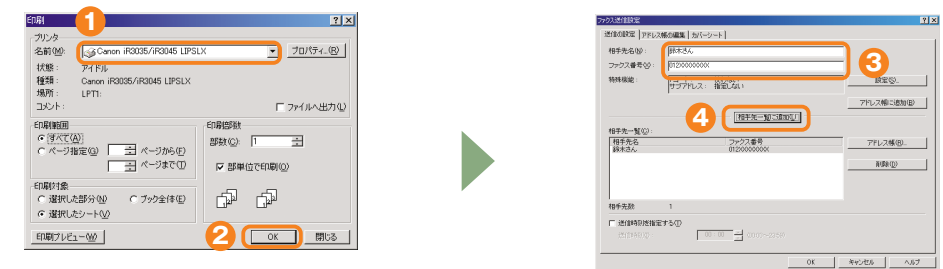 印刷
1
プリンタ
名前(M): Canon iR3035/iR3045 LIPSLX プロパティ...(R)
状態: アイドル
種類: Canon iR3035/iR3045 LIPSLX
場所: LPT1:
コメント: ファイルへ出力(L)
印刷範囲
すべて(A)
ページ指定(G) ページから(F)
ページまで(T)
印刷部数
部数(C): 1
部単位で印刷(O)
1 1 2 2 3 3
印刷対象
選択した部分(N) ブック全体(E)
選択したシート(V)
印刷プレビュー(W) 2 OK 閉じる
ファクス送信設定
送信の設定 アドレス帳の編集 カバーシート
相手先名(N): 鈴木さん
ファクス番号(X): 012XXXXXXX
3
特殊機能:
サブアドレス: 指定しない
設定(S)...
アドレス帳に追加(B)
4 相手先一覧に追加(L)
相手先一覧(C):
相手先名 ファクス番号
鈴木さん 012XXXXXXX
アドレス帳(R)...
削除(D)
相手先数 1
送信時刻を指定する(T)
00:00
OK キャンセル ヘルプ